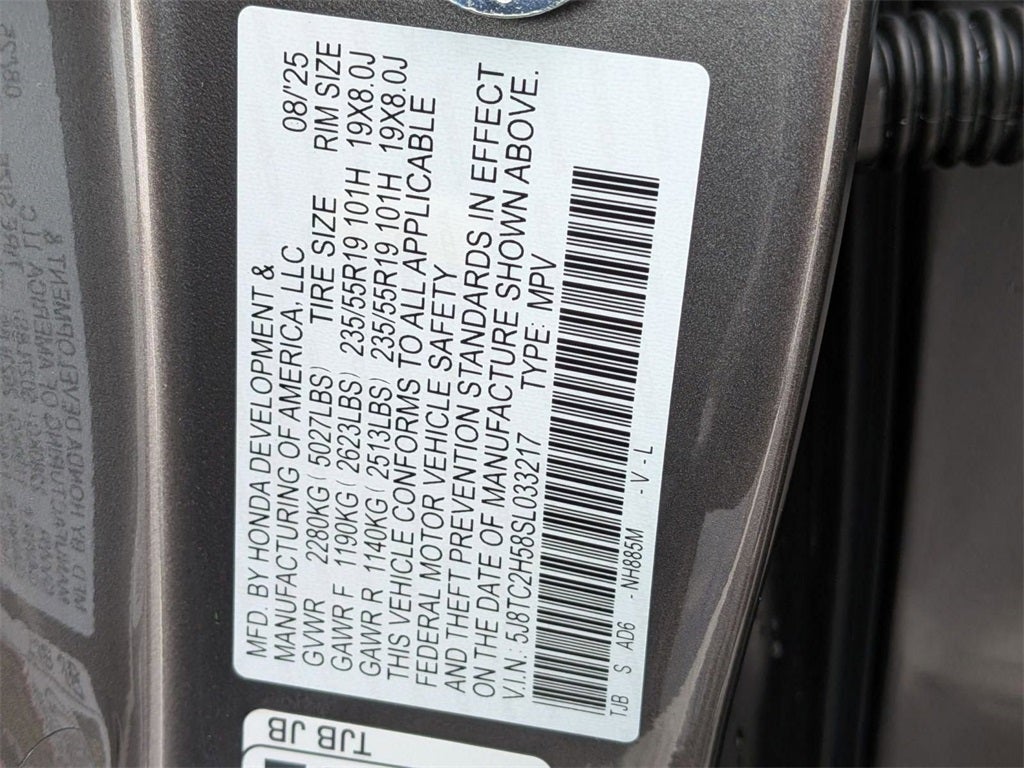 MFD. BY HONDA DEVELOPMENT & 08/'25
MANUFACTURING OF AMERICA, LLC
GVWR 2280KG ( 5027LBS) TIRE SIZE RIM SIZE
GAWR F 1190KG ( 2623LBS) 235/55R19 101H 19X8.0J
GAWR R 1140KG ( 2513LBS) 235/55R19 101H 19X8.0J
THIS VEHICLE CONFORMS TO ALL APPLICABLE
FEDERAL MOTOR VEHICLE SAFETY
AND THEFT PREVENTION STANDARDS IN EFFECT
ON THE DATE OF MANUFACTURE SHOWN ABOVE.
V.I.N: 5J8TC2H58SL033217 TYPE: MPV
TJB S AD6 -NH885M -V-L
TJB JB